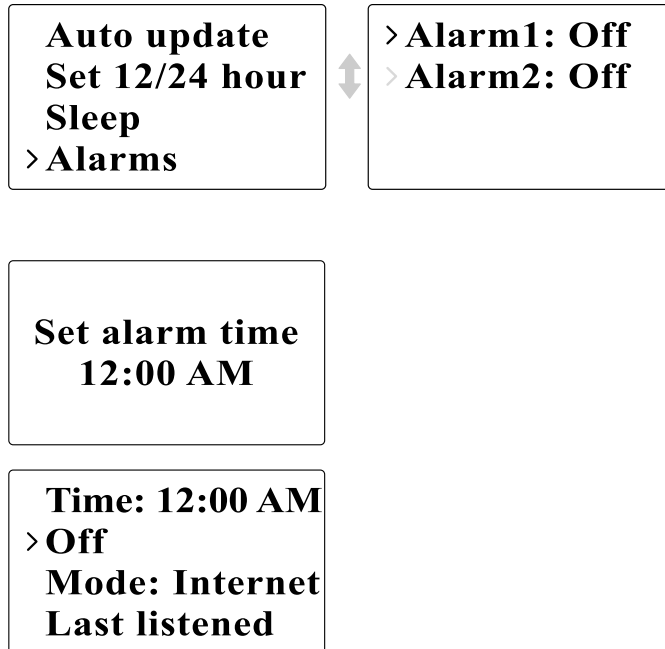 Auto update
Set 12/24 hour
Sleep
>Alarms
>Alarm1: Off
>Alarm2: Off
Set alarm time
12:00 AM
Time: 12:00 AM
>Off
Mode: Internet
Last listened